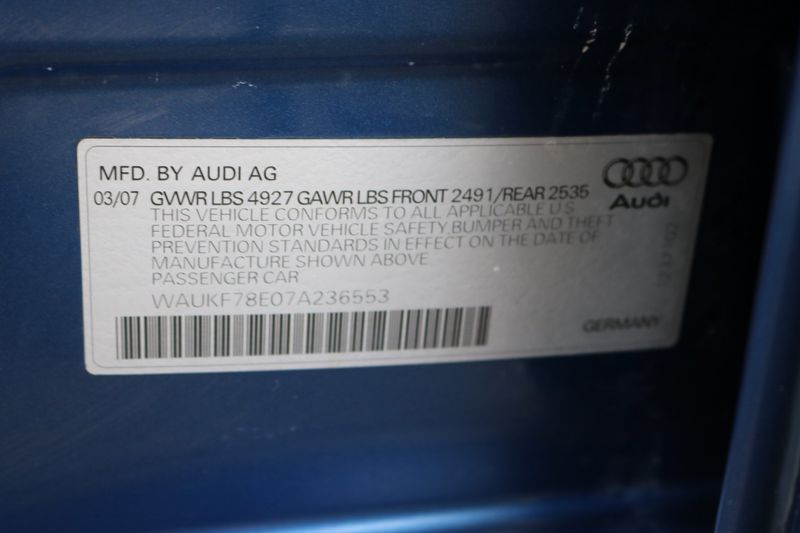 MFD. BY AUDI AG
03/07 GVWR LBS 4927 GAWR LBS FRONT 2491/REAR 2535
THIS VEHICLE CONFORMS TO ALL APPLICABLE U.S.
FEDERAL MOTOR VEHICLE SAFETY BUMPER AND THEFT
PREVENTION STANDARDS IN EFFECT ON THE DATE OF
MANUFACTURE SHOWN ABOVE
PASSENGER CAR
WAUKF78E07A236553
Audi
GERMANY